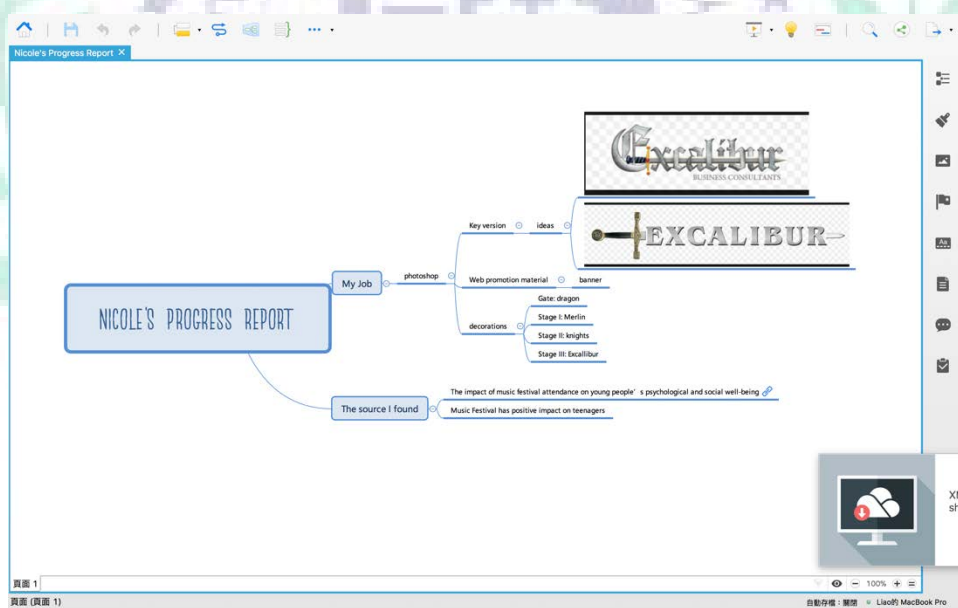 Nicole's Progress Report ×
Excalibur
BUSINESS CONSULTANTS
EXCALIBUR
Key version
ideas
My Job
photoshop
Web promotion material
banner
Gate: dragon
Stage I: Merlin
decorations
Stage II: knights
Stage III: Excallibur
NICOLE'S PROGRESS REPORT
The source I found
The impact of music festival attendance on young people's psychological and social well-being
Music Festival has positive impact on teenagers
XM
sh
頁面 1
100%
頁面 (頁面 1)
自動存檔：關閉
Liao的 MacBook Pro